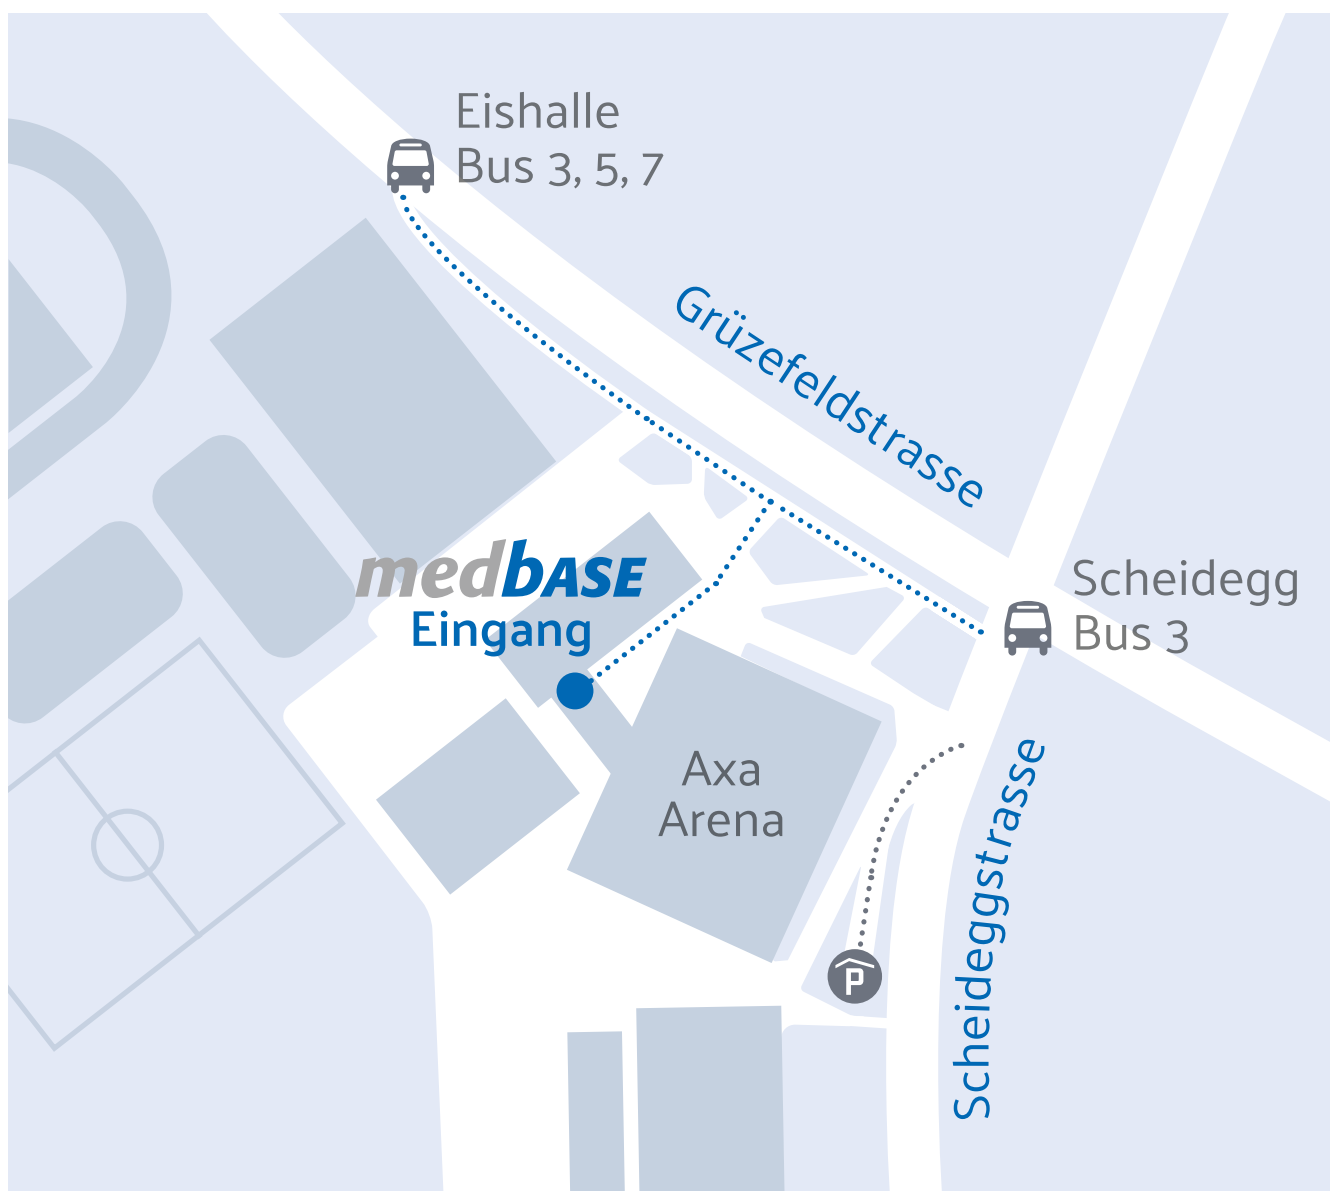 Eishalle
Bus 3, 5, 7
Grüzefeldstrasse
medbase
Eingang
Scheidegg
Bus 3
Axa
Arena
Scheideggstrasse
P